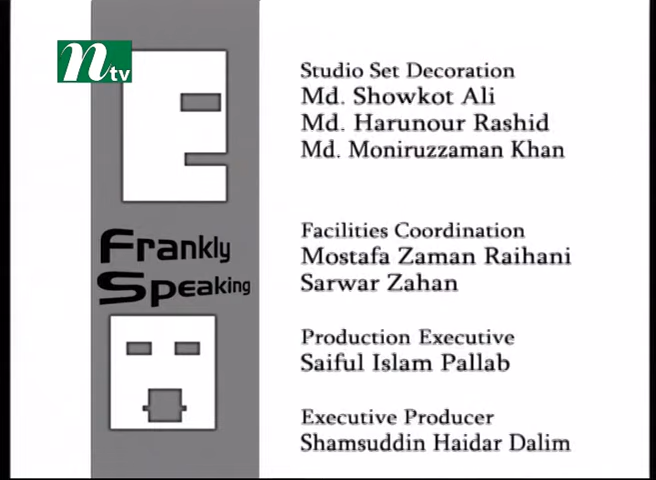 ntv
Studio Set Decoration
Md. Showkot Ali
Md. Harunour Rashid
Md. Moniruzzaman Khan
Frankly
Speaking
Facilities Coordination
Mostafa Zaman Raihani
Sarwar Zahan
Production Executive
Saiful Islam Pallab
Executive Producer
Shamsuddin Haidar Dalim